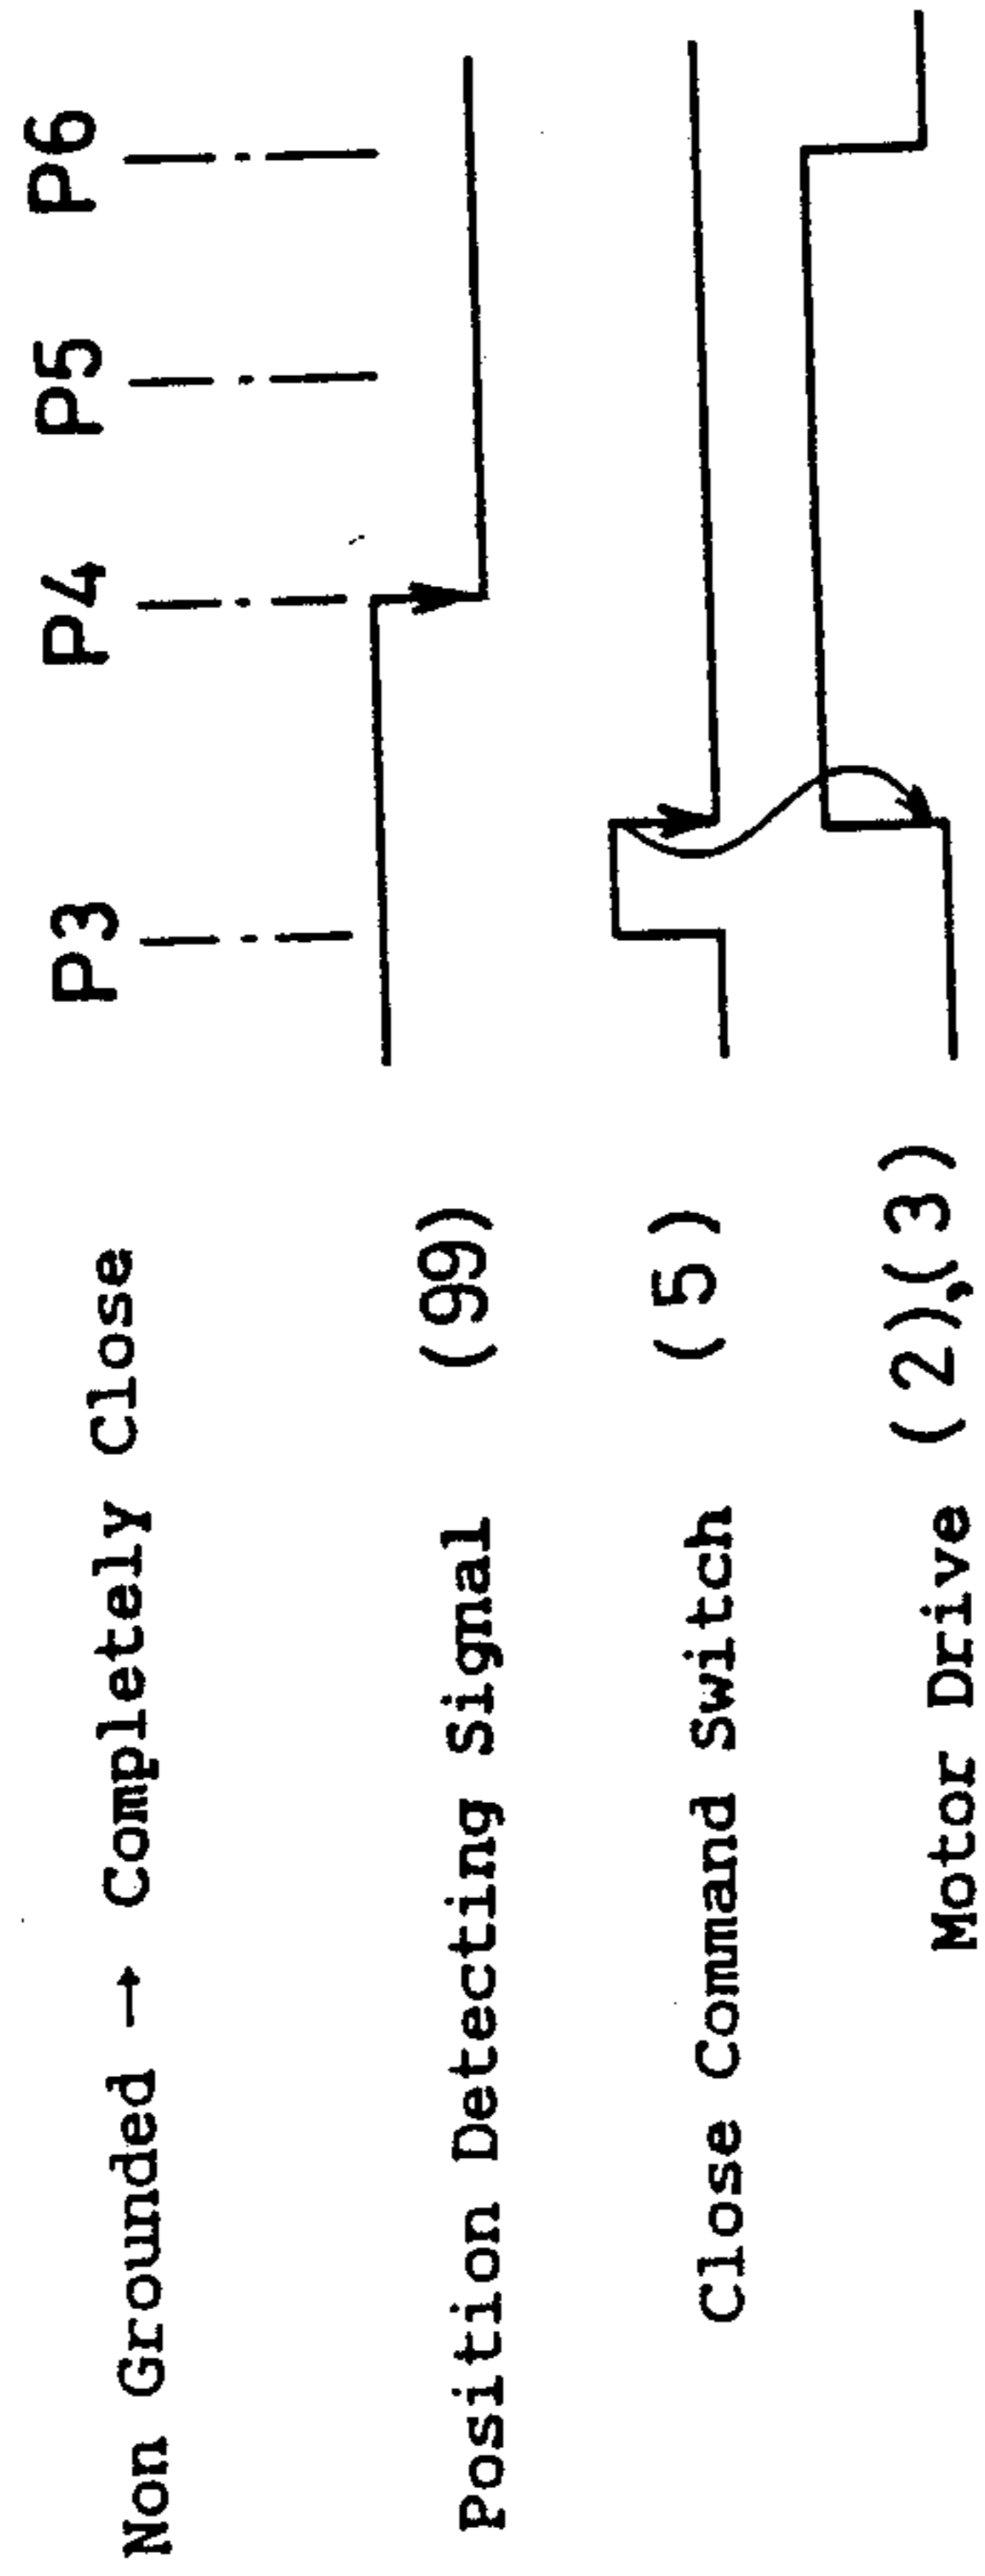 Non Grounded → Completely Close P3 P4 P5 P6
Position Detecting Signal (99)
Close Command Switch (5)
Motor Drive (2),(3)